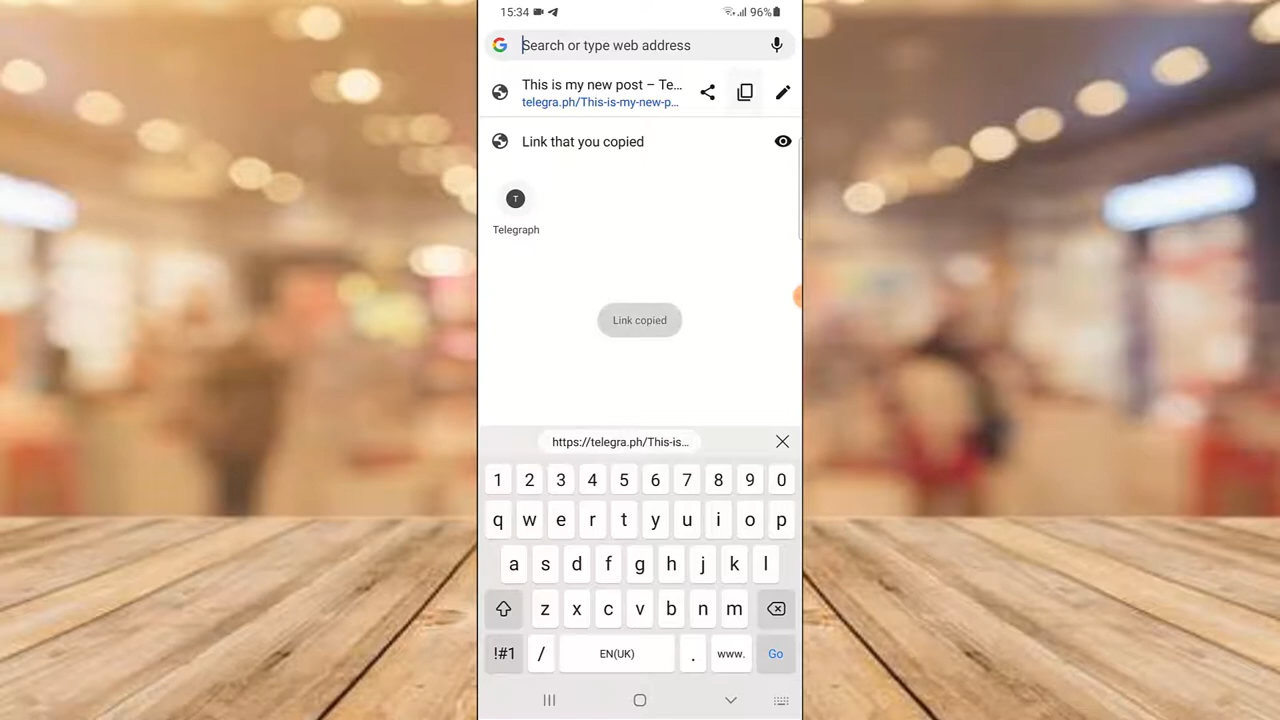 15:34 96%
Search or type web address
This is my new post – Te...
telegra.ph/This-is-my-new-p...
Link that you copied
T
Telegraph
Link copied
https://telegra.ph/This-is...
1 2 3 4 5 6 7 8 9 0
q w e r t y u i o p
a s d f g h j k l
z x c v b n m
!#1 / EN(UK) . www. Go